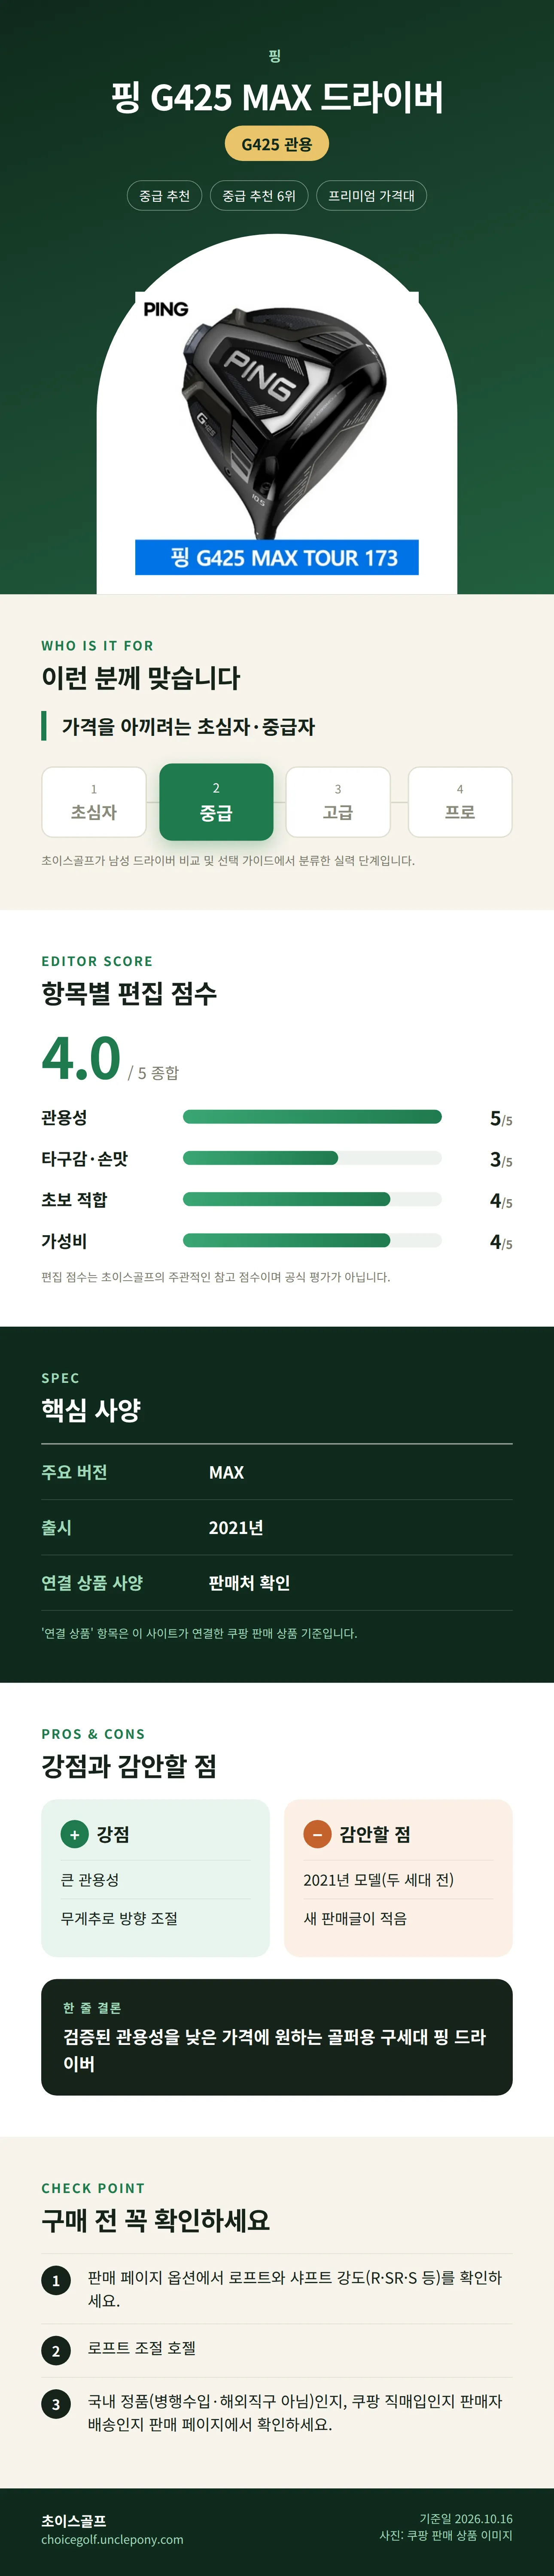 핑
핑 G425 MAX 드라이버
G425 관용
중급 추천
중급 추천 6위
프리미엄 가격대
PING
PING
G425
10.5
핑 G425 MAX TOUR 173
WHO IS IT FOR
이런 분께 맞습니다
가격을 아끼려는 초심자·중급자
1
초심자
2
중급
3
고급
4
프로
초이스골프가 남성 드라이버 비교 및 선택 가이드에서 분류한 실력 단계입니다.
EDITOR SCORE
항목별 편집 점수
4.0 / 5 종합
관용성 5/5
타구감·손맛 3/5
초보 적합 4/5
가성비 4/5
편집 점수는 초이스골프의 주관적인 참고 점수이며 공식 평가가 아닙니다.
SPEC
핵심 사양
주요 버전 MAX
출시 2021년
연결 상품 사양 판매처 확인
'연결 상품' 항목은 이 사이트가 연결한 쿠팡 판매 상품 기준입니다.
PROS & CONS
강점과 감안할 점
+ 강점
큰 관용성
무게추로 방향 조절
− 감안할 점
2021년 모델(두 세대 전)
새 판매글이 적음
한 줄 결론
검증된 관용성을 낮은 가격에 원하는 골퍼용 구세대 핑 드라
이버
CHECK POINT
구매 전 꼭 확인하세요
1 판매 페이지 옵션에서 로프트와 샤프트 강도(R·SR·S 등)를 확인하
세요.
2 로프트 조절 호젤
3 국내 정품(병행수입·해외직구 아님)인지, 쿠팡 직매입인지 판매자
배송인지 판매 페이지에서 확인하세요.
초이스골프
choicegolf.unclepony.com
기준일 2026.10.16
사진: 쿠팡 판매 상품 이미지